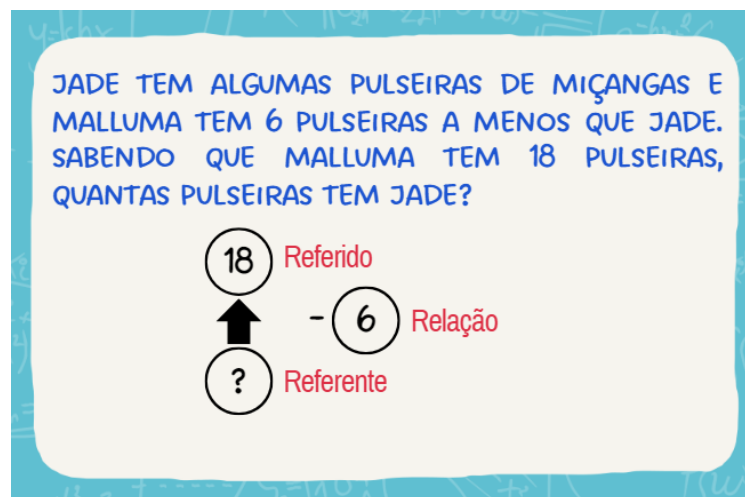 JADE TEM ALGUMAS PULSEIRAS DE MIÇANGAS E
MALLUMA TEM 6 PULSEIRAS A MENOS QUE JADE.
SABENDO QUE MALLUMA TEM 18 PULSEIRAS,
QUANTAS PULSEIRAS TEM JADE?
18 Referido
- 6 Relação
? Referente